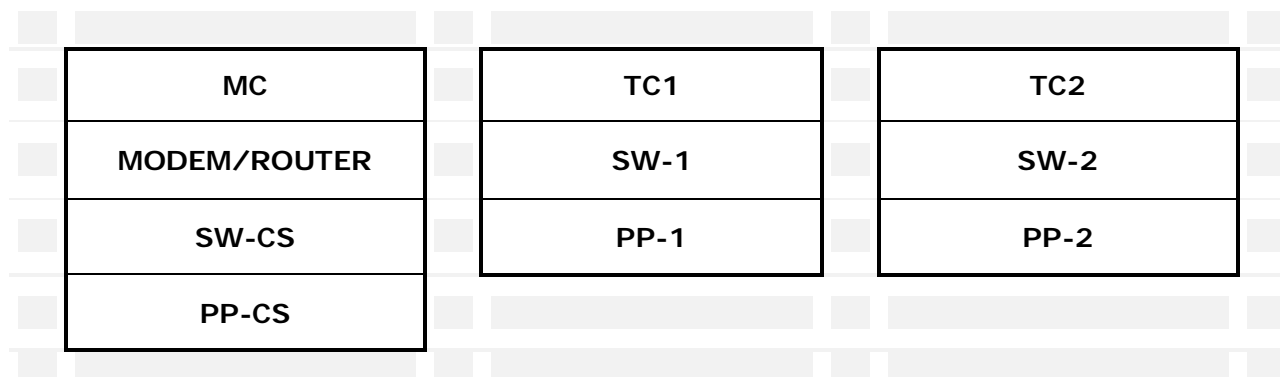 MC
MODEM/ROUTER
SW-CS
PP-CS
TC1
SW-1
PP-1
TC2
SW-2
PP-2